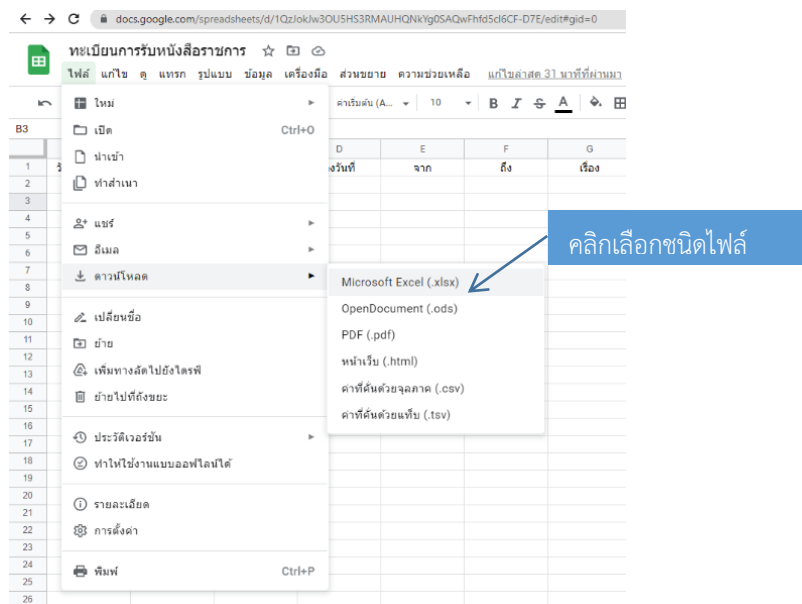 docs.google.com/spreadsheets/d/1QzJokJw3OU5HS3RMAUHQNkYg0SAQwFhfd5cl6CF-D7E/edit#gid=0
ทะเบียนการรับหนังสือราชการ
ไฟล์ แก้ไข ดู แทรก รูปแบบ ข้อมูล เครื่องมือ ส่วนขยาย ความช่วยเหลือ แก้ไขล่าสุด 31 นาทีที่ผ่านมา
ค่าเริ่มต้น (A... 10 B I S A
B3
ใหม่
เปิด Ctrl+O
นำเข้า
ทำสำเนา
แชร์
อีเมล
ดาวน์โหลด
เปลี่ยนชื่อ
ย้าย
เพิ่มทางลัดไปยังไดรฟ์
ย้ายไปที่ถังขยะ
ประวัติเวอร์ชัน
ทำให้ใช้งานแบบออฟไลน์ได้
รายละเอียด
การตั้งค่า
พิมพ์ Ctrl+P
D E F G
จาก ถึง เรื่อง
1
2
3
4
5
6
7
8
9
10
11
12
13
14
15
16
17
18
19
20
21
22
23
24
25
26
คลิกเลือกชนิดไฟล์
Microsoft Excel (.xlsx)
OpenDocument (.ods)
PDF (.pdf)
หน้าเว็บ (.html)
ค่าที่คั่นด้วยจุลภาค (.csv)
ค่าที่คั่นด้วยแท็บ (.tsv)